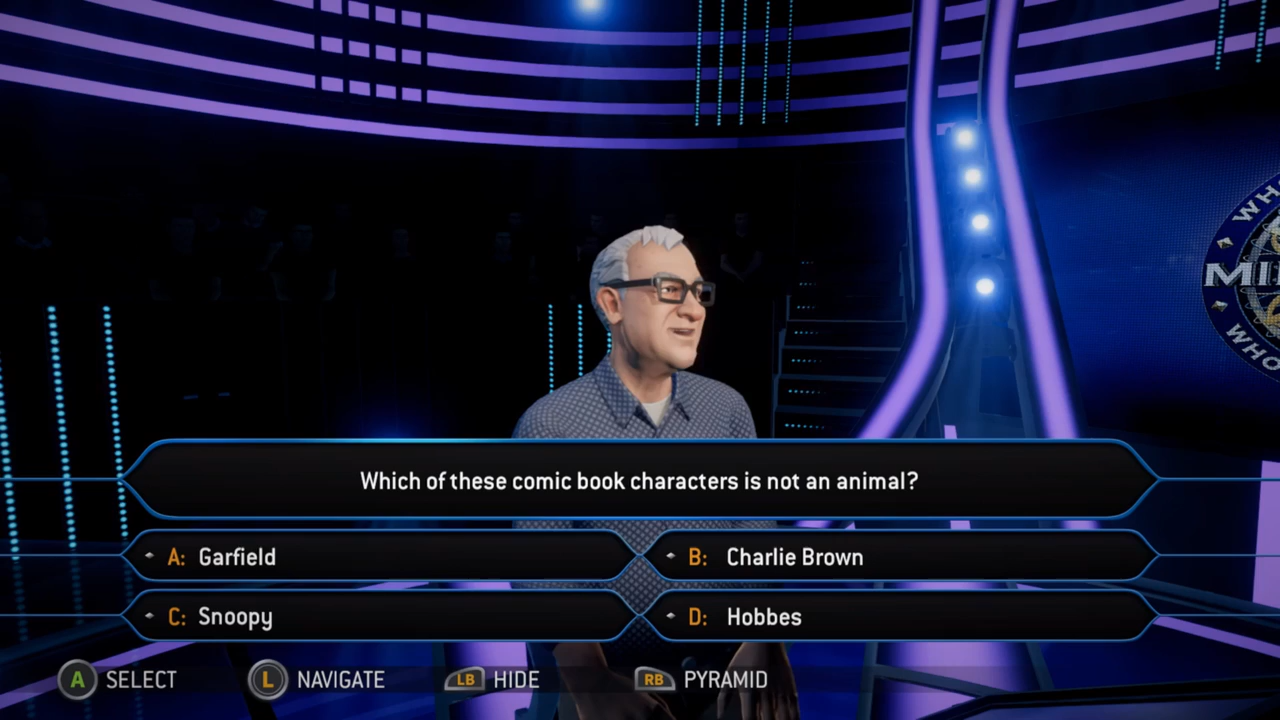 Which of these comic book characters is not an animal?
A: Garfield
B: Charlie Brown
C: Snoopy
D: Hobbes
A SELECT
L NAVIGATE
LB HIDE
RB PYRAMID